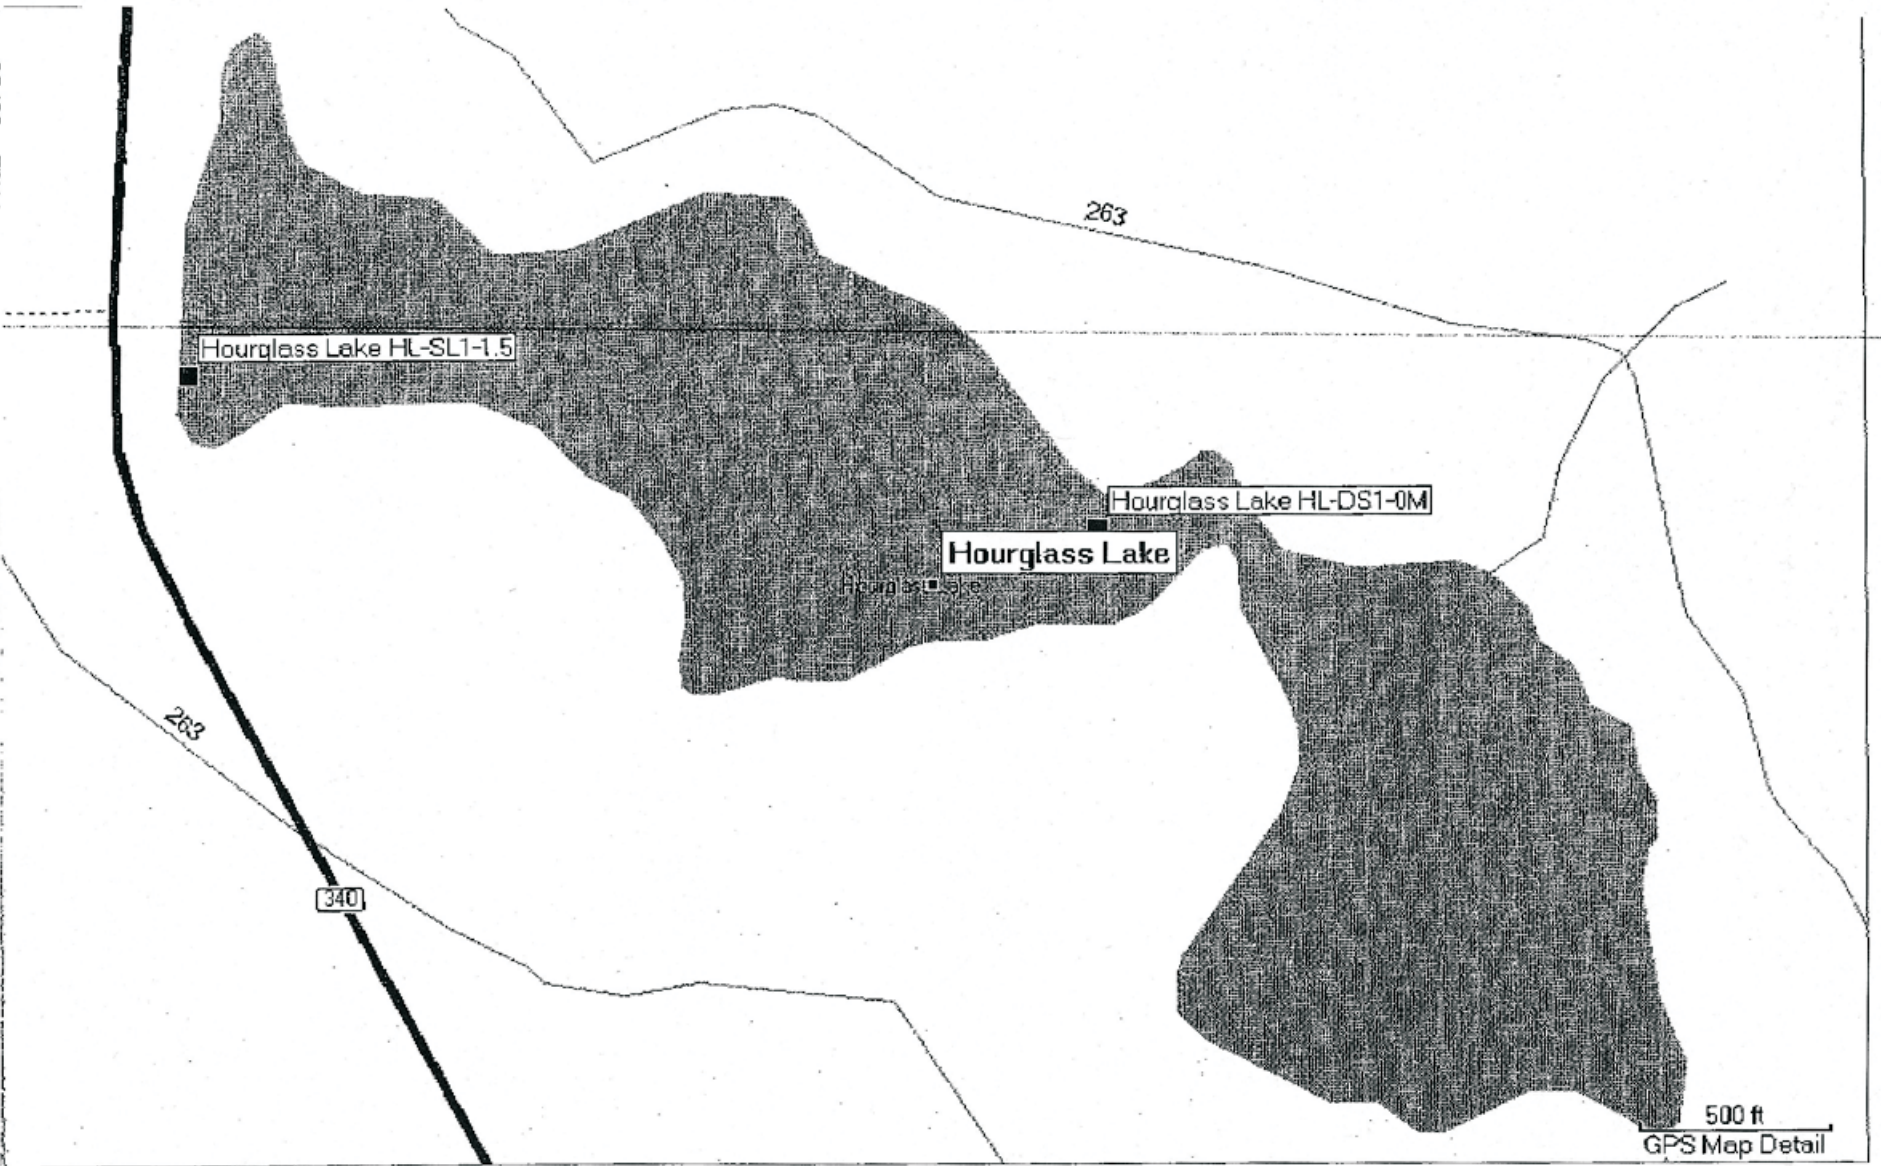 263
Hourglass Lake HL-SL1-1.5
Hourglass Lake HL-DS1-0M
Hourglass Lake
263
340
500 ft
GPS Map Detail